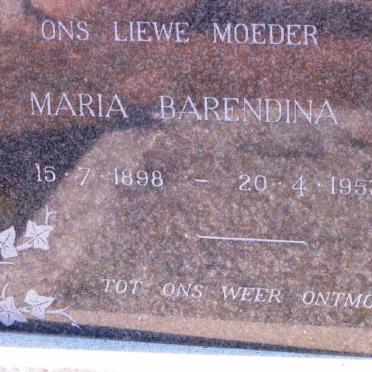 ONS LIEWE MOEDER
MARIA BARENDINA
15·7·1898 – 20·4·195
TOT ONS WEER ONTMO